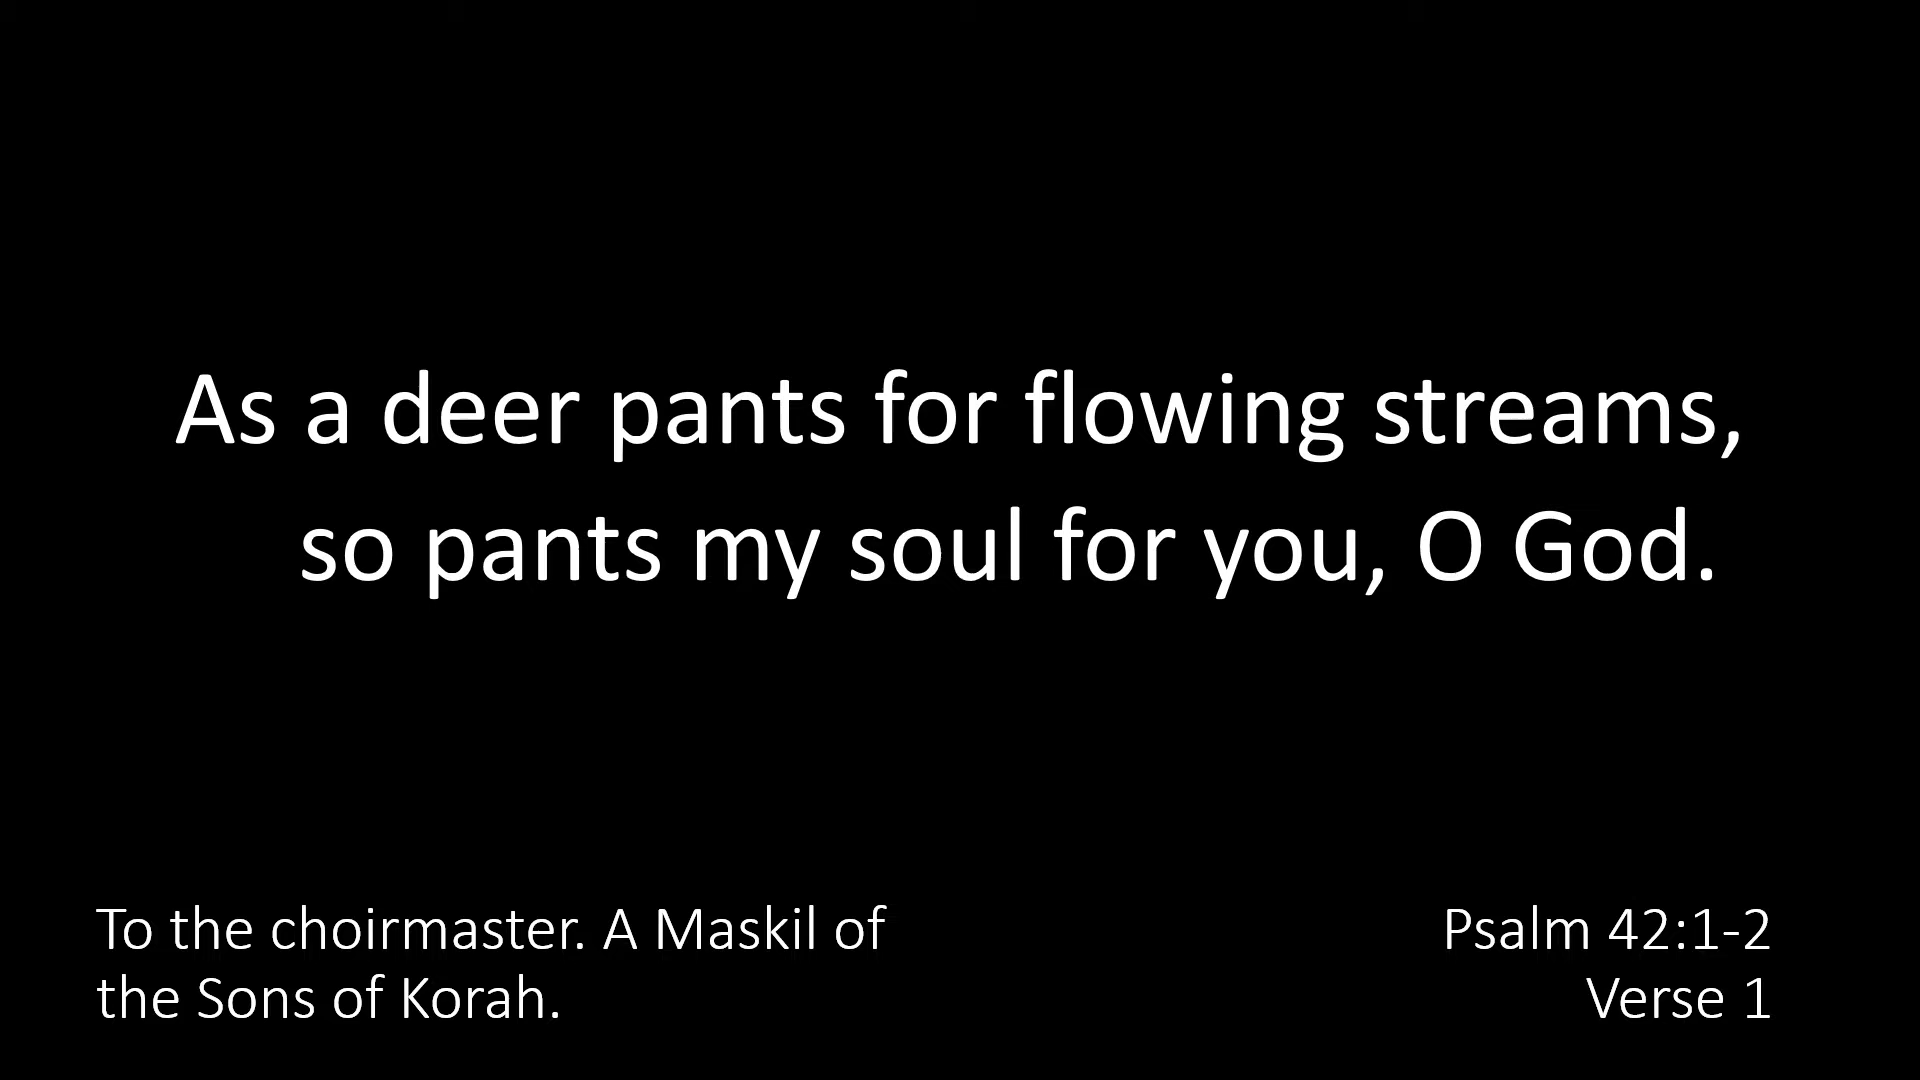 As a deer pants for flowing streams,
so pants my soul for you, O God.
To the choirmaster. A Maskil of
the Sons of Korah.
Psalm 42:1-2
Verse 1